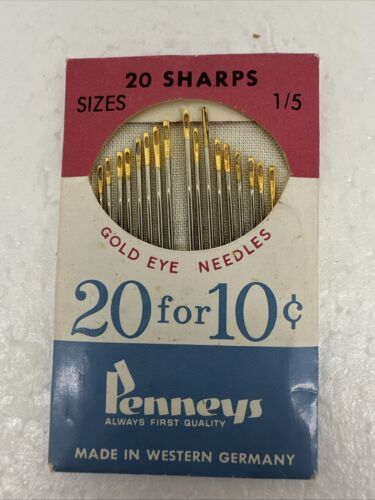 20 SHARPS
SIZES 1/5
GOLD EYE NEEDLES
20 for 10¢
Penneys
ALWAYS FIRST QUALITY
MADE IN WESTERN GERMANY